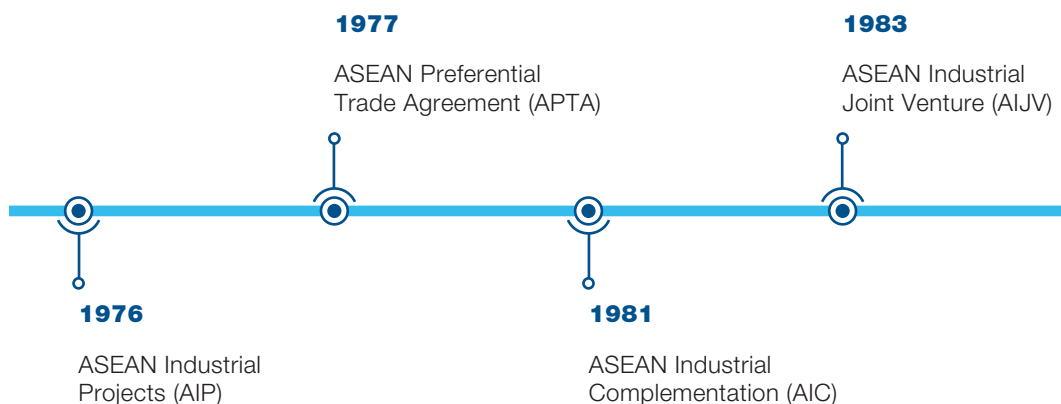 1977
ASEAN Preferential
Trade Agreement (APTA)
1983
ASEAN Industrial
Joint Venture (AIJV)
1976
ASEAN Industrial
Projects (AIP)
1981
ASEAN Industrial
Complementation (AIC)